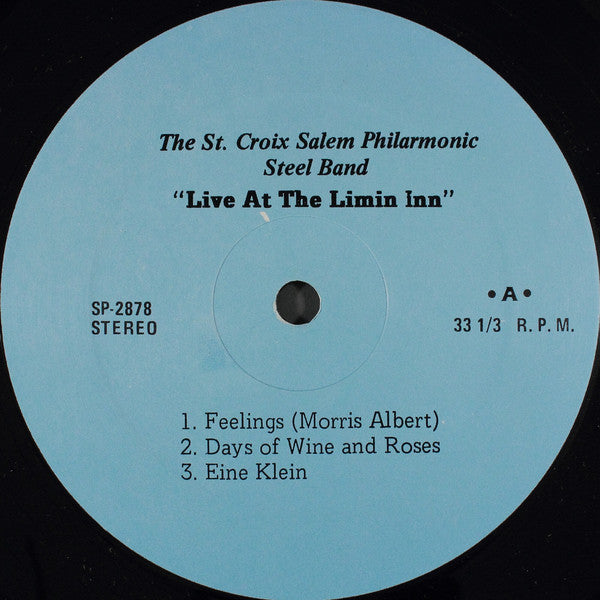 The St. Croix Salem Philarmonic
Steel Band
"Live At The Limin Inn"
SP-2878
STEREO
• A •
33 1/3 R. P. M.
1. Feelings (Morris Albert)
2. Days of Wine and Roses
3. Eine Klein